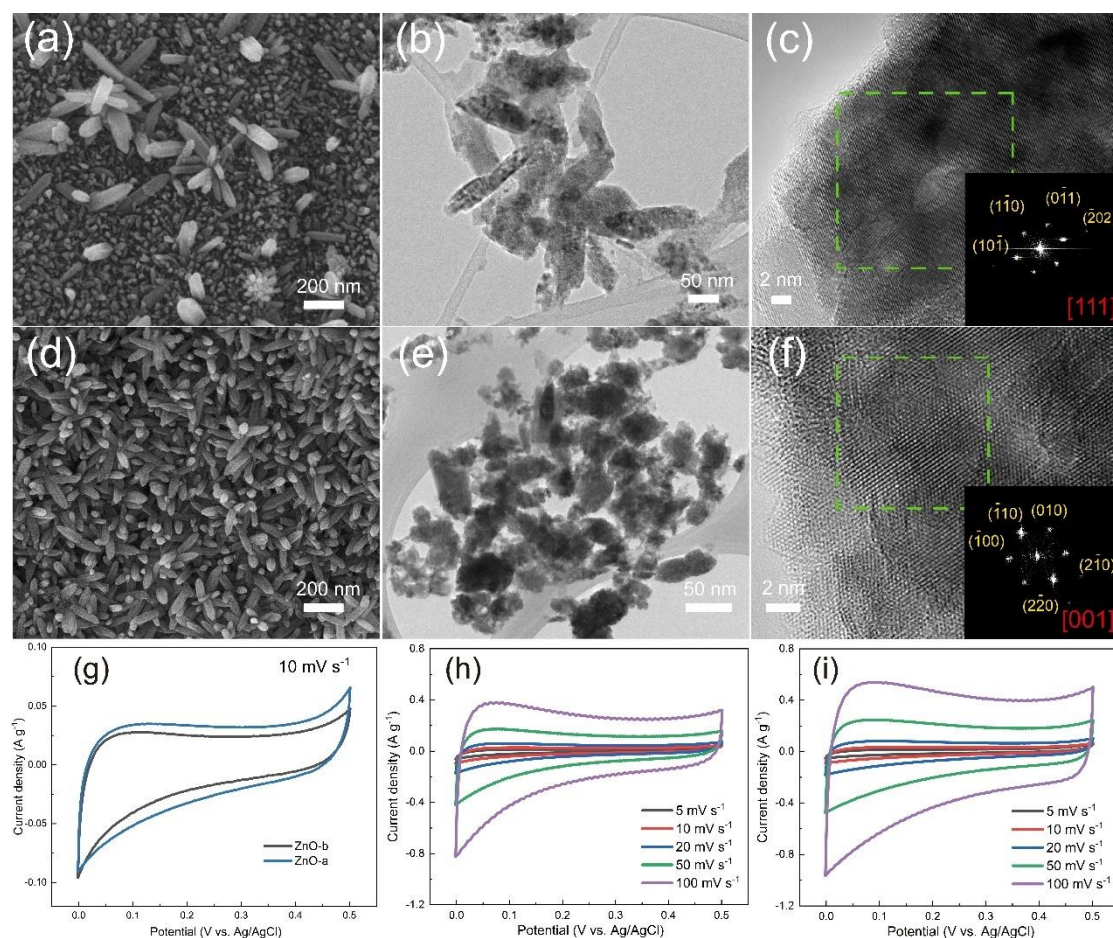 (a)
200 nm
(b)
50 nm
(c)
(11̄0)
(01̄1)
(2̄02)
(101̄)
2 nm
[111]
(d)
200 nm
(e)
50 nm
(f)
(1̄10)
(010)
(1̄00)
(21̄0)
(22̄0)
2 nm
[001]
(g)
10 mV s⁻¹
0.10
0.05
0.00
-0.05
-0.10
Current density (A g⁻¹)
ZnO-b
ZnO-a
0.0 0.1 0.2 0.3 0.4 0.5
Potential (V vs. Ag/AgCl)
(h)
0.8
0.4
0.0
-0.4
-0.8
-1.2
Current density (A g⁻¹)
5 mV s⁻¹
10 mV s⁻¹
20 mV s⁻¹
50 mV s⁻¹
100 mV s⁻¹
0.0 0.1 0.2 0.3 0.4 0.5
Potential (V vs. Ag/AgCl)
(i)
0.8
0.4
0.0
-0.4
-0.8
-1.2
Current density (A g⁻¹)
5 mV s⁻¹
10 mV s⁻¹
20 mV s⁻¹
50 mV s⁻¹
100 mV s⁻¹
0.0 0.1 0.2 0.3 0.4 0.5
Potential (V vs. Ag/AgCl)